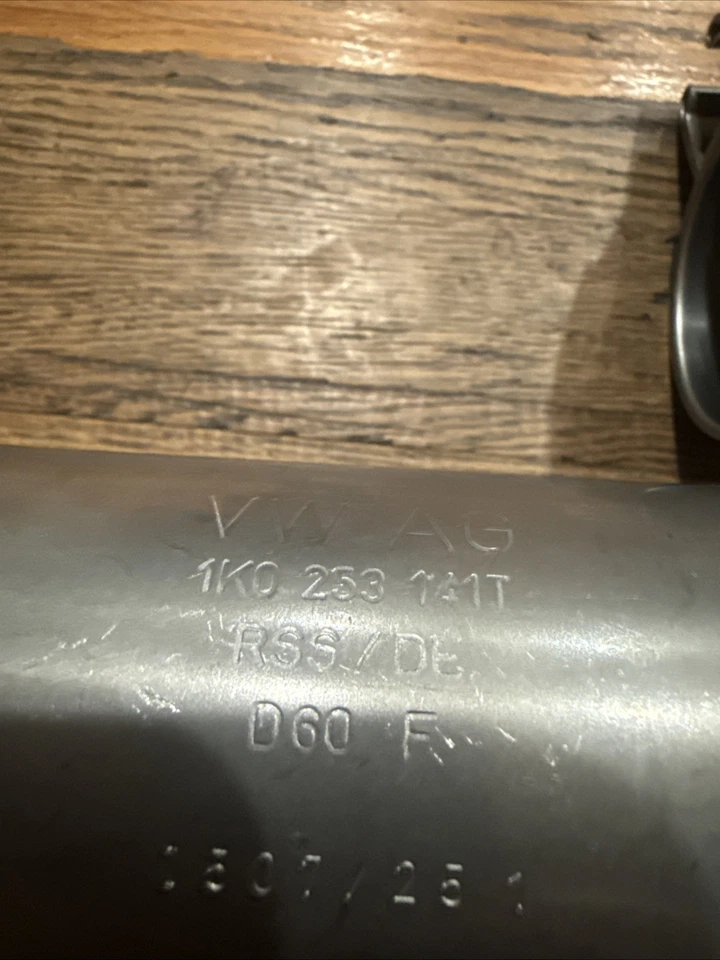 VW AG
1K0 253 141T
RSS/DE
D60 F